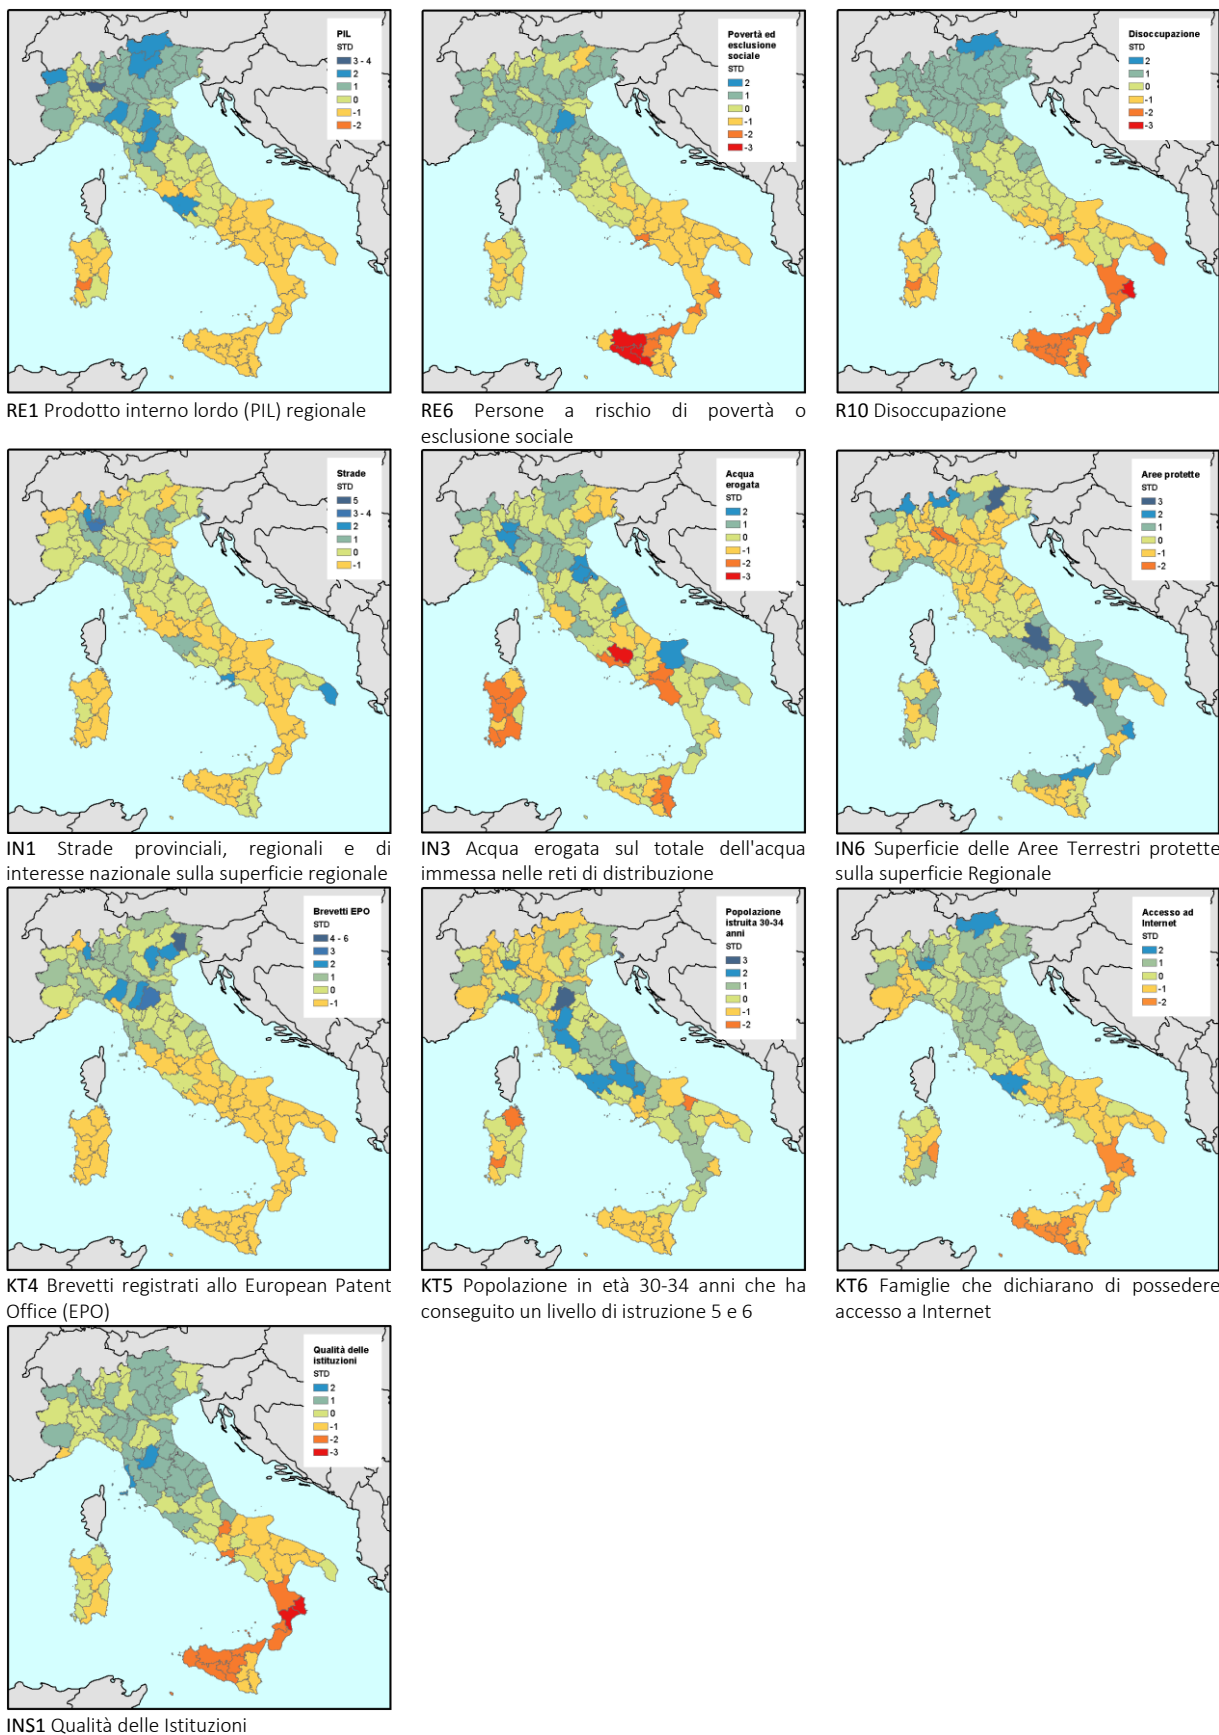 PIL
STD
3 - 4
2
1
0
-1
-2
RE1 Prodotto interno lordo (PIL) regionale
Povertà ed
esclusione
sociale
STD
2
1
0
-1
-2
-3
RE6 Persone a rischio di povertà o
esclusione sociale
Disoccupazione
STD
2
1
0
-1
-2
-3
R10 Disoccupazione
Strade
STD
5
3 - 4
2
1
0
-1
IN1 Strade provinciali, regionali e di
interesse nazionale sulla superficie regionale
Acqua
erogata
STD
2
1
0
-1
-2
-3
IN3 Acqua erogata sul totale dell'acqua
immessa nelle reti di distribuzione
Aree protette
STD
3
2
1
0
-1
-2
IN6 Superficie delle Aree Terrestri protette
sulla superficie Regionale
Brevetti EPO
STD
4 - 6
3
2
1
0
-1
KT4 Brevetti registrati allo European Patent
Office (EPO)
Popolazione
istruita 30-34
anni
STD
3
2
1
0
-1
-2
KT5 Popolazione in età 30-34 anni che ha
conseguito un livello di istruzione 5 e 6
Accesso ad
Internet
STD
2
1
0
-1
-2
KT6 Famiglie che dichiarano di possedere
accesso a Internet
Qualità delle
istituzioni
STD
2
1
0
-1
-2
-3
INS1 Qualità delle Istituzioni